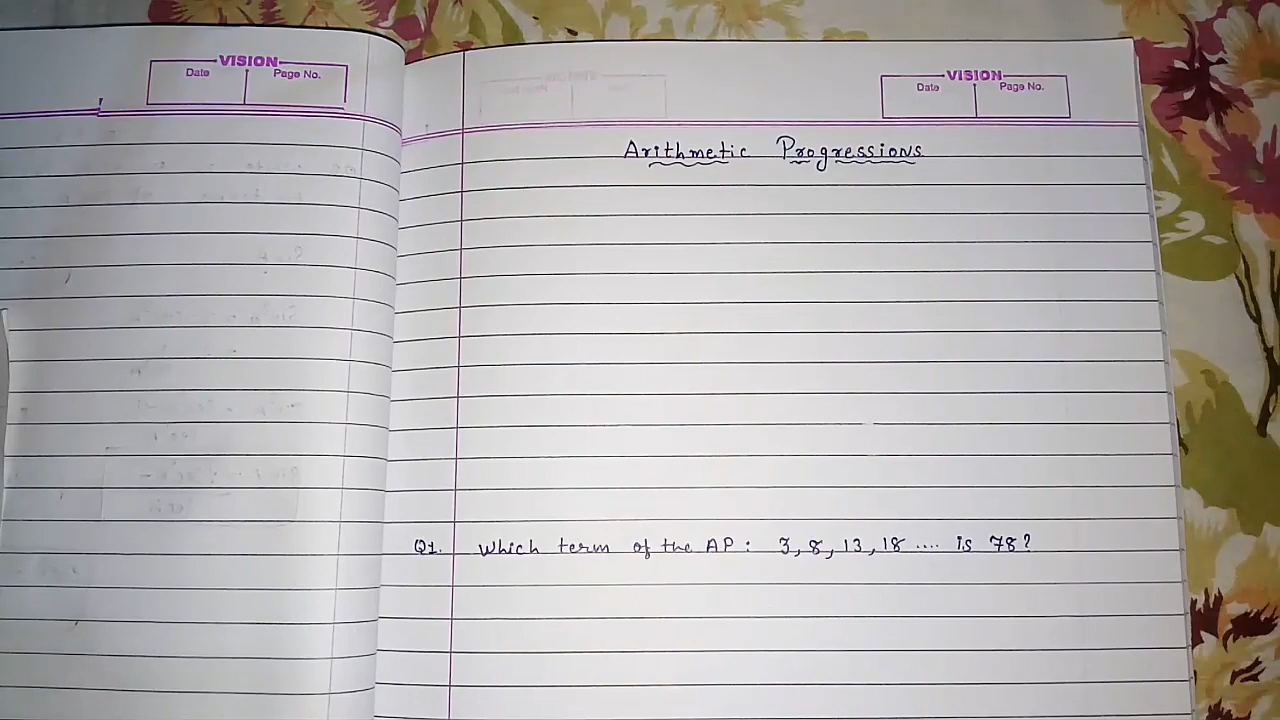 VISION
Date Page No.
VISION
Date Page No.
Arithmetic Progressions
Q1. Which term of the AP : 3, 8, 13, 18 .... is 78?